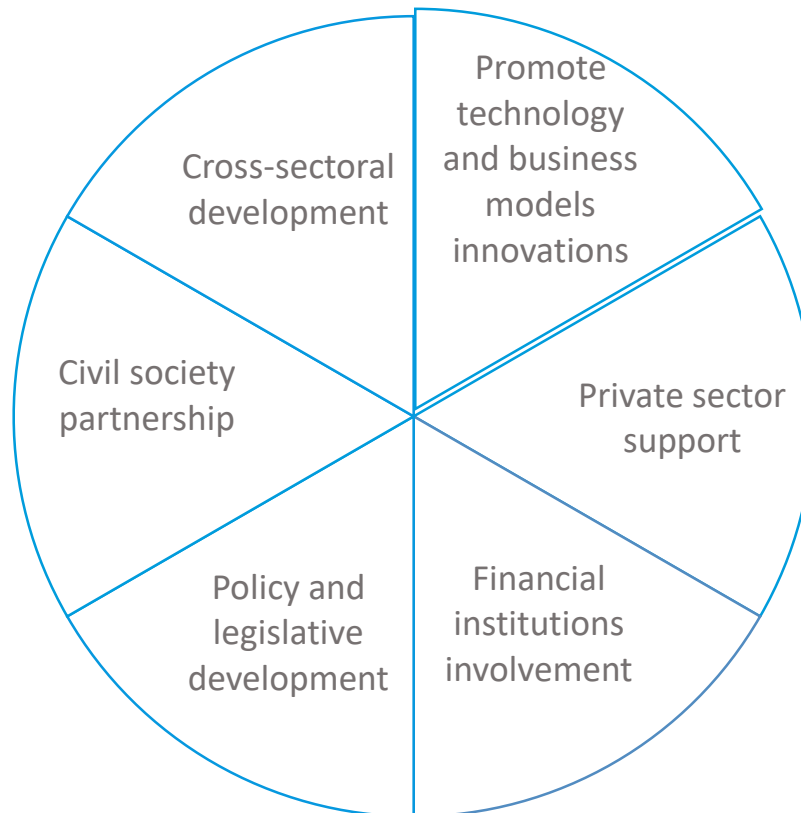 Promote
technology
and business
models
innovations
Private sector
support
Financial
institutions
involvement
Policy and
legislative
development
Civil society
partnership
Cross-sectoral
development